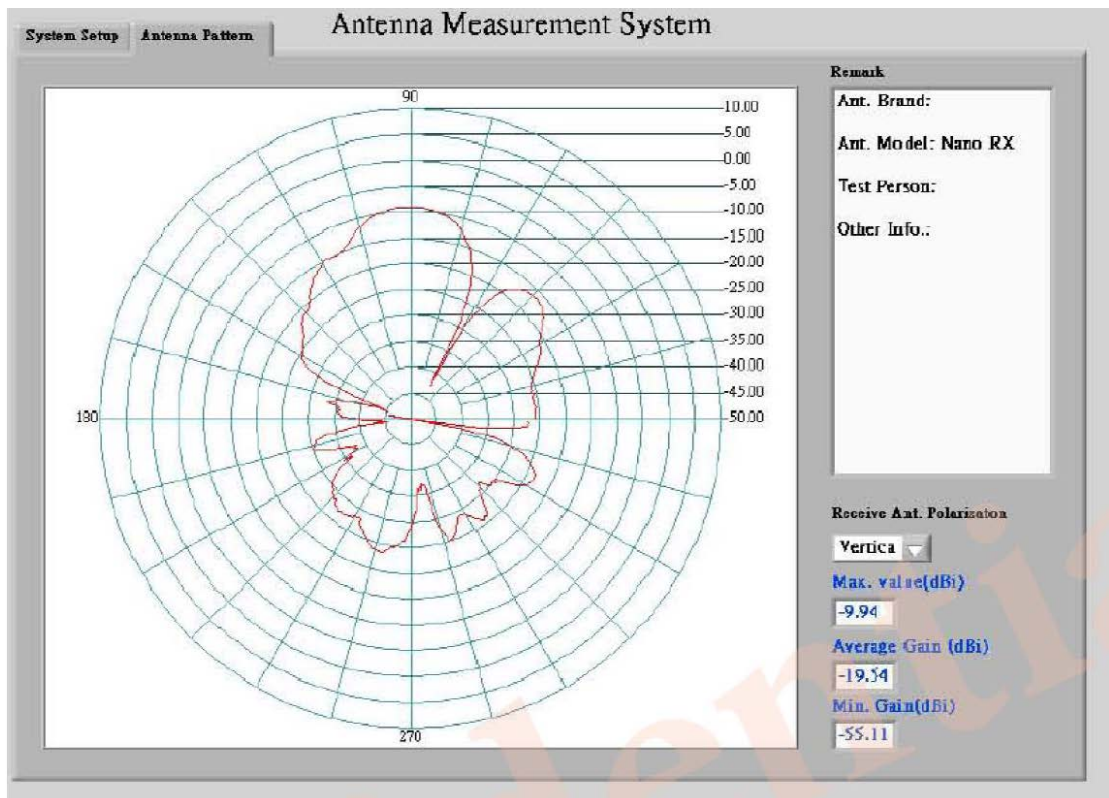 Antenna Measurement System
System Setup
Antenna Pattern
90
10.00
5.00
0.00
-5.00
-10.00
-15.00
-20.00
-25.00
-30.00
-35.00
-40.00
-45.00
-50.00
180
270
Remark
Ant. Brand:
Ant. Model: Nano RX
Test Person:
Other Info.:
Receive Ant. Polarizaton
Vertica
Max. value(dBi)
-9.94
Average Gain (dBi)
-19.54
Min. Gain(dBi)
-55.11